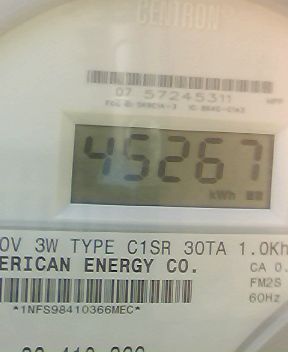 CENTRON
07 57245311
45267
kWh
0V 3W TYPE C1SR 30TA 1.0Kh
ERICAN ENERGY CO.
CA 0.
FM2S
60Hz
*1NFS98410366MEC*